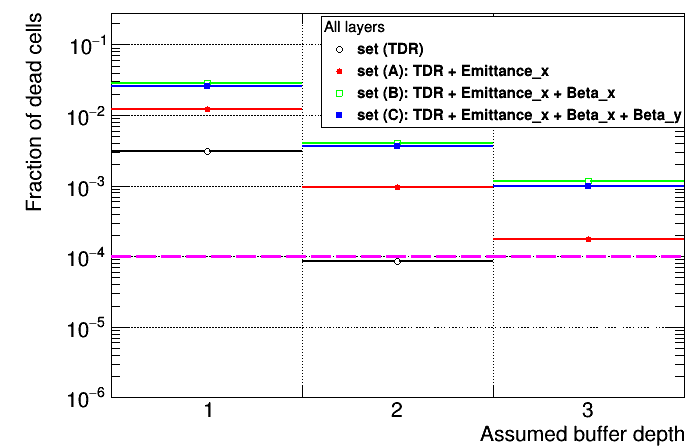 Fraction of dead cells
10⁻¹
10⁻²
10⁻³
10⁻⁴
10⁻⁵
10⁻⁶
All layers
set (TDR)
set (A): TDR + Emittance_x
set (B): TDR + Emittance_x + Beta_x
set (C): TDR + Emittance_x + Beta_x + Beta_y
1 2 3
Assumed buffer depth